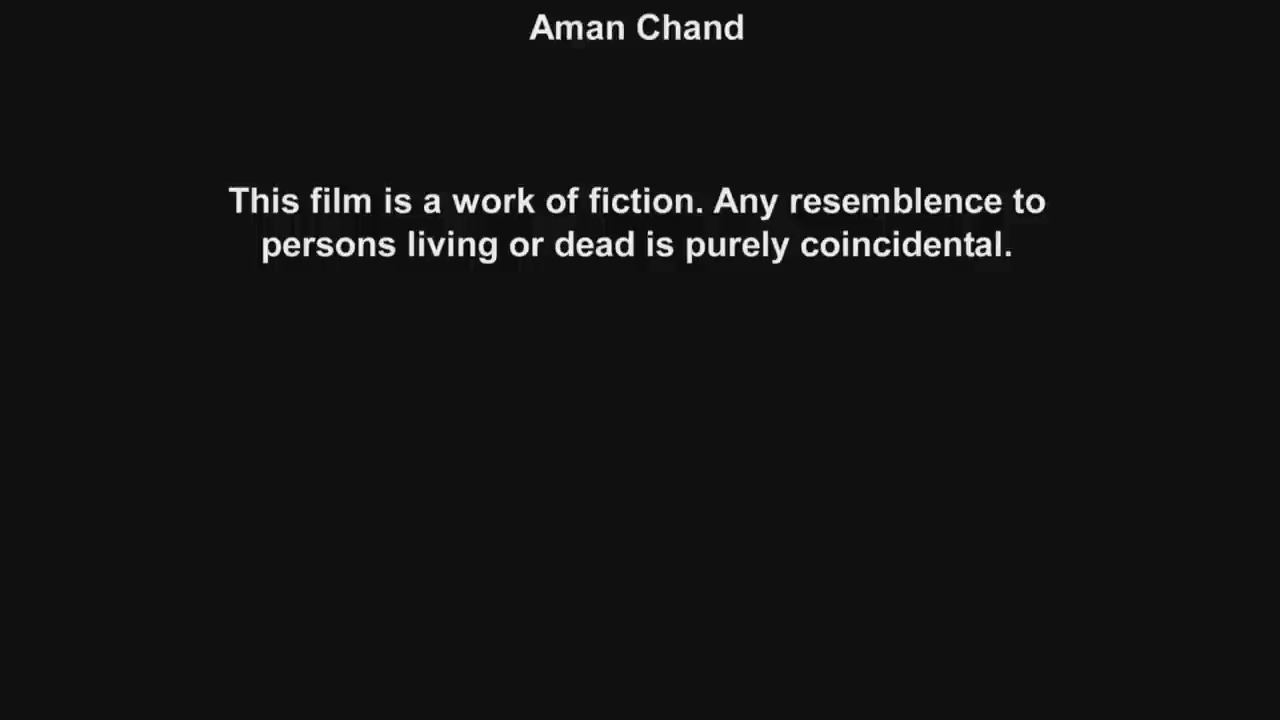 Aman Chand
This film is a work of fiction. Any resemblence to
persons living or dead is purely coincidental.